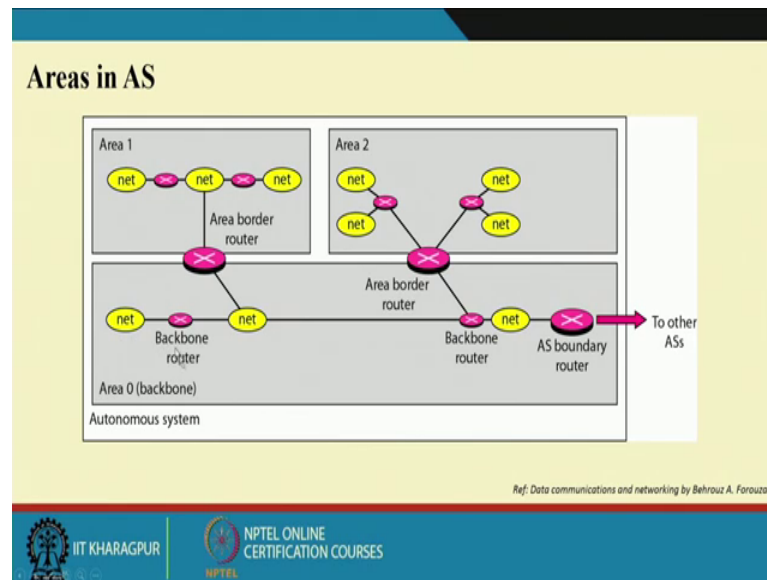 Areas in AS
Area 1
net
net
net
Area border
router
Area 2
net
net
net
net
Area border
router
net
Backbone
router
net
Backbone
router
net
AS boundary
router
To other
ASs
Area 0 (backbone)
Autonomous system
Ref: Data communications and networking by Behrouz A. Forouza
IIT KHARAGPUR
NPTEL
NPTEL ONLINE
CERTIFICATION COURSES